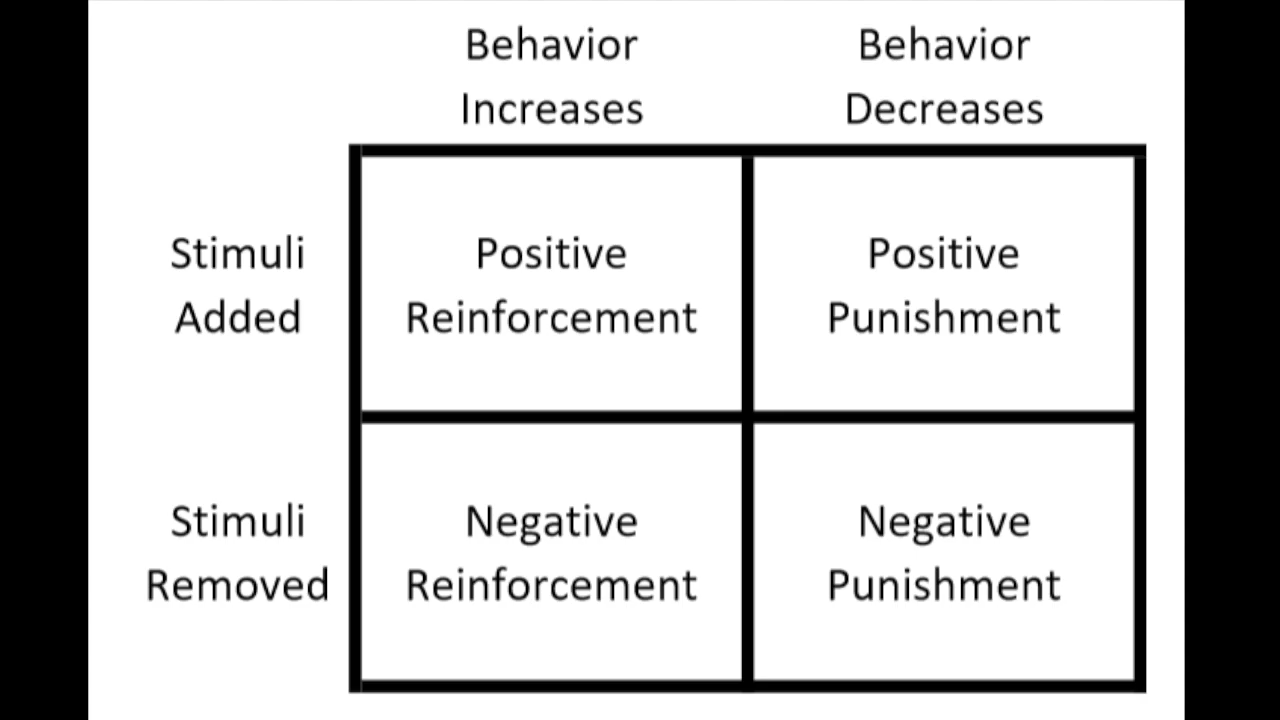 Behavior
Increases
Behavior
Decreases
Stimuli
Added
Positive
Reinforcement
Positive
Punishment
Stimuli
Removed
Negative
Reinforcement
Negative
Punishment